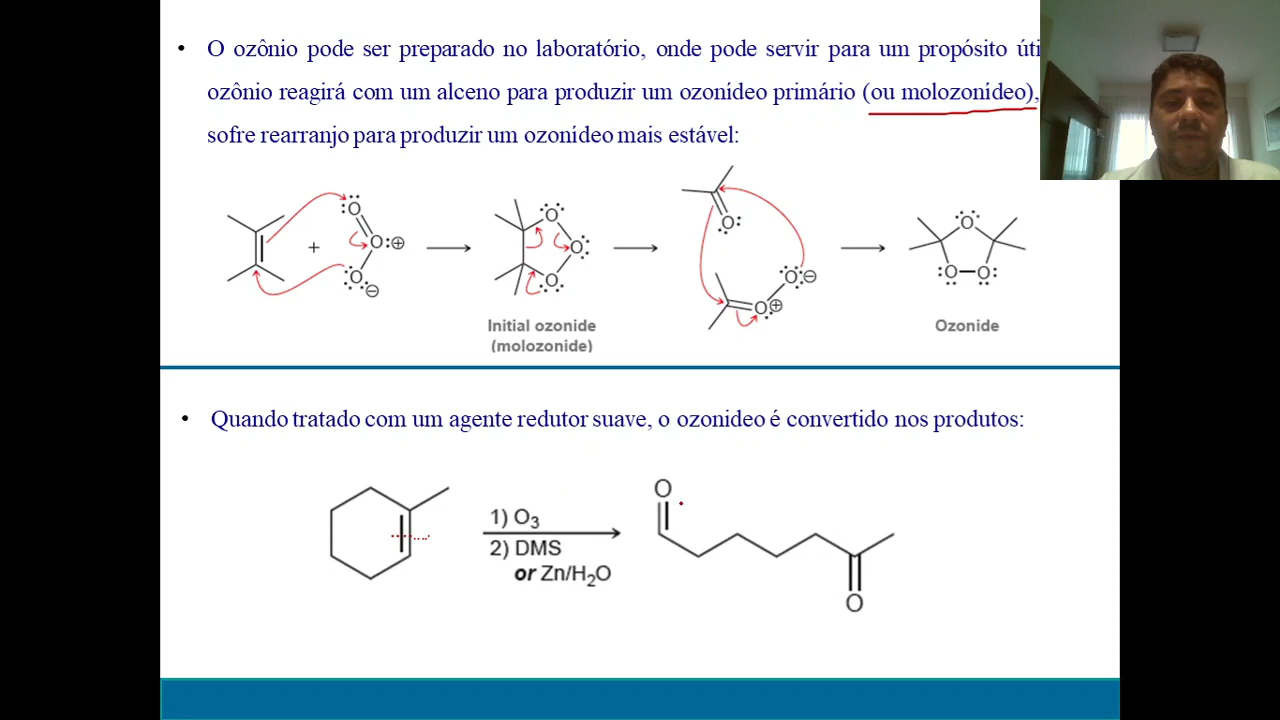 • O ozônio pode ser preparado no laboratório, onde pode servir para um propósito úti
ozônio reagirá com um alceno para produzir um ozonídeo primário (ou molozonídeo),
sofre rearranjo para produzir um ozonídeo mais estável:
+
O
O ⊕
O ⊖
O
O
O
O
O ⊖
O ⊕
O
O O
Initial ozonide
(molozonide)
Ozonide
• Quando tratado com um agente redutor suave, o ozonideo é convertido nos produtos:
1) O3
2) DMS
or Zn/H2O
O
O